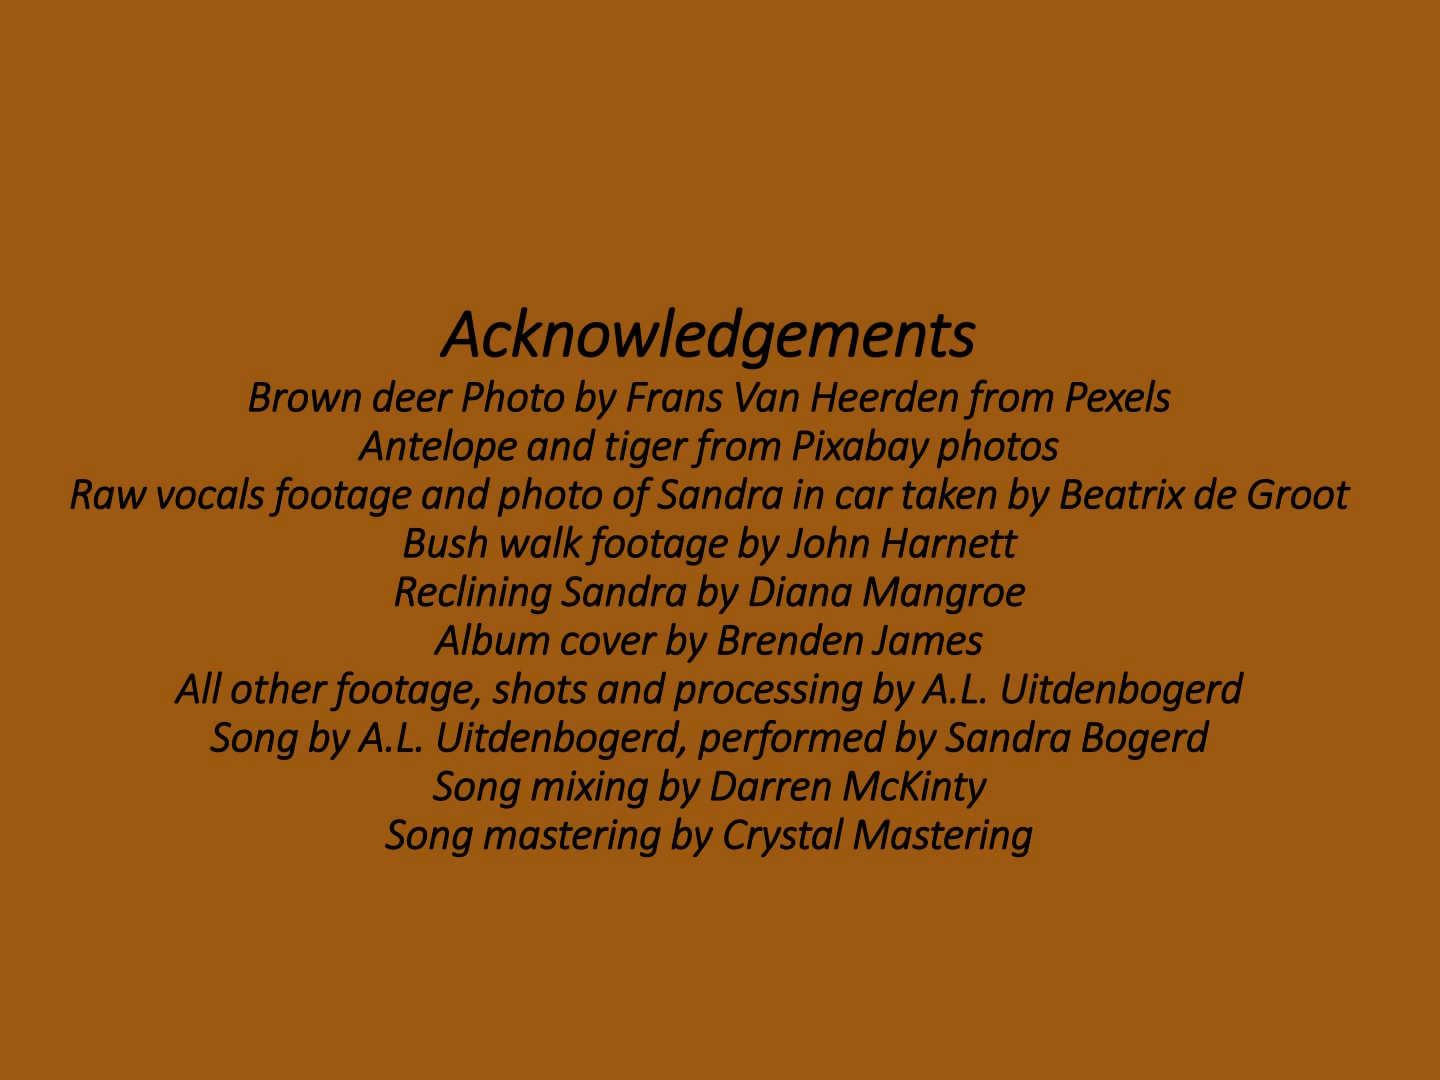 Acknowledgements
Brown deer Photo by Frans Van Heerden from Pexels
Antelope and tiger from Pixabay photos
Raw vocals footage and photo of Sandra in car taken by Beatrix de Groot
Bush walk footage by John Harnett
Reclining Sandra by Diana Mangroe
Album cover by Brenden James
All other footage, shots and processing by A.L. Uitdenbogerd
Song by A.L. Uitdenbogerd, performed by Sandra Bogerd
Song mixing by Darren McKinty
Song mastering by Crystal Mastering